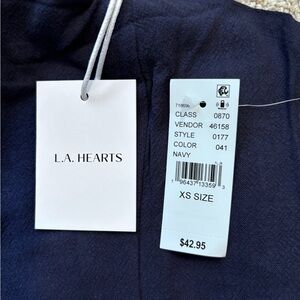 L.A. HEARTS
CLASS 0870
VENDOR 46158
STYLE 0177
COLOR 041
NAVY
XS SIZE
$42.95